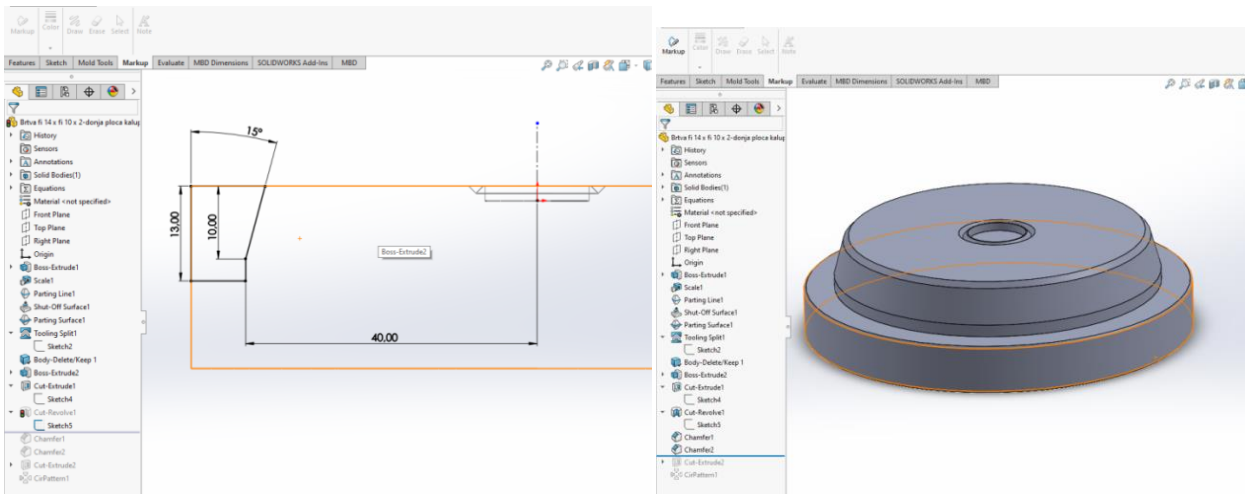 Markup Color Draw Erase Select Note
Features Sketch Mold Tools Markup Evaluate MBD Dimensions SOLIDWORKS Add-Ins MBD
Brtva fi 14 x fi 10 x 2-donja ploca kalup
History
Sensors
Annotations
Solid Bodies(1)
Equations
Material <not specified>
Front Plane
Top Plane
Right Plane
Origin
Boss-Extrude1
Scale1
Parting Line1
Shut-Off Surface1
Parting Surface1
Tooling Split1
Sketch2
Body-Delete/Keep 1
Boss-Extrude2
Cut-Extrude1
Sketch4
Cut-Revolve1
Sketch5
Chamfer1
Chamfer2
Cut-Extrude2
CirPattern1
15°
13,00
10,00
Boss-Extrude2
40,00
Markup Color Draw Erase Select Note
Features Sketch Mold Tools Markup Evaluate MBD Dimensions SOLIDWORKS Add-Ins MBD
Brtva fi 14 x fi 10 x 2-donja ploca kalup
History
Sensors
Annotations
Solid Bodies(1)
Equations
Material <not specified>
Front Plane
Top Plane
Right Plane
Origin
Boss-Extrude1
Scale1
Parting Line1
Shut-Off Surface1
Parting Surface1
Tooling Split1
Sketch2
Body-Delete/Keep 1
Boss-Extrude2
Cut-Extrude1
Sketch4
Cut-Revolve1
Sketch5
Chamfer1
Chamfer2
Cut-Extrude2
CirPattern1